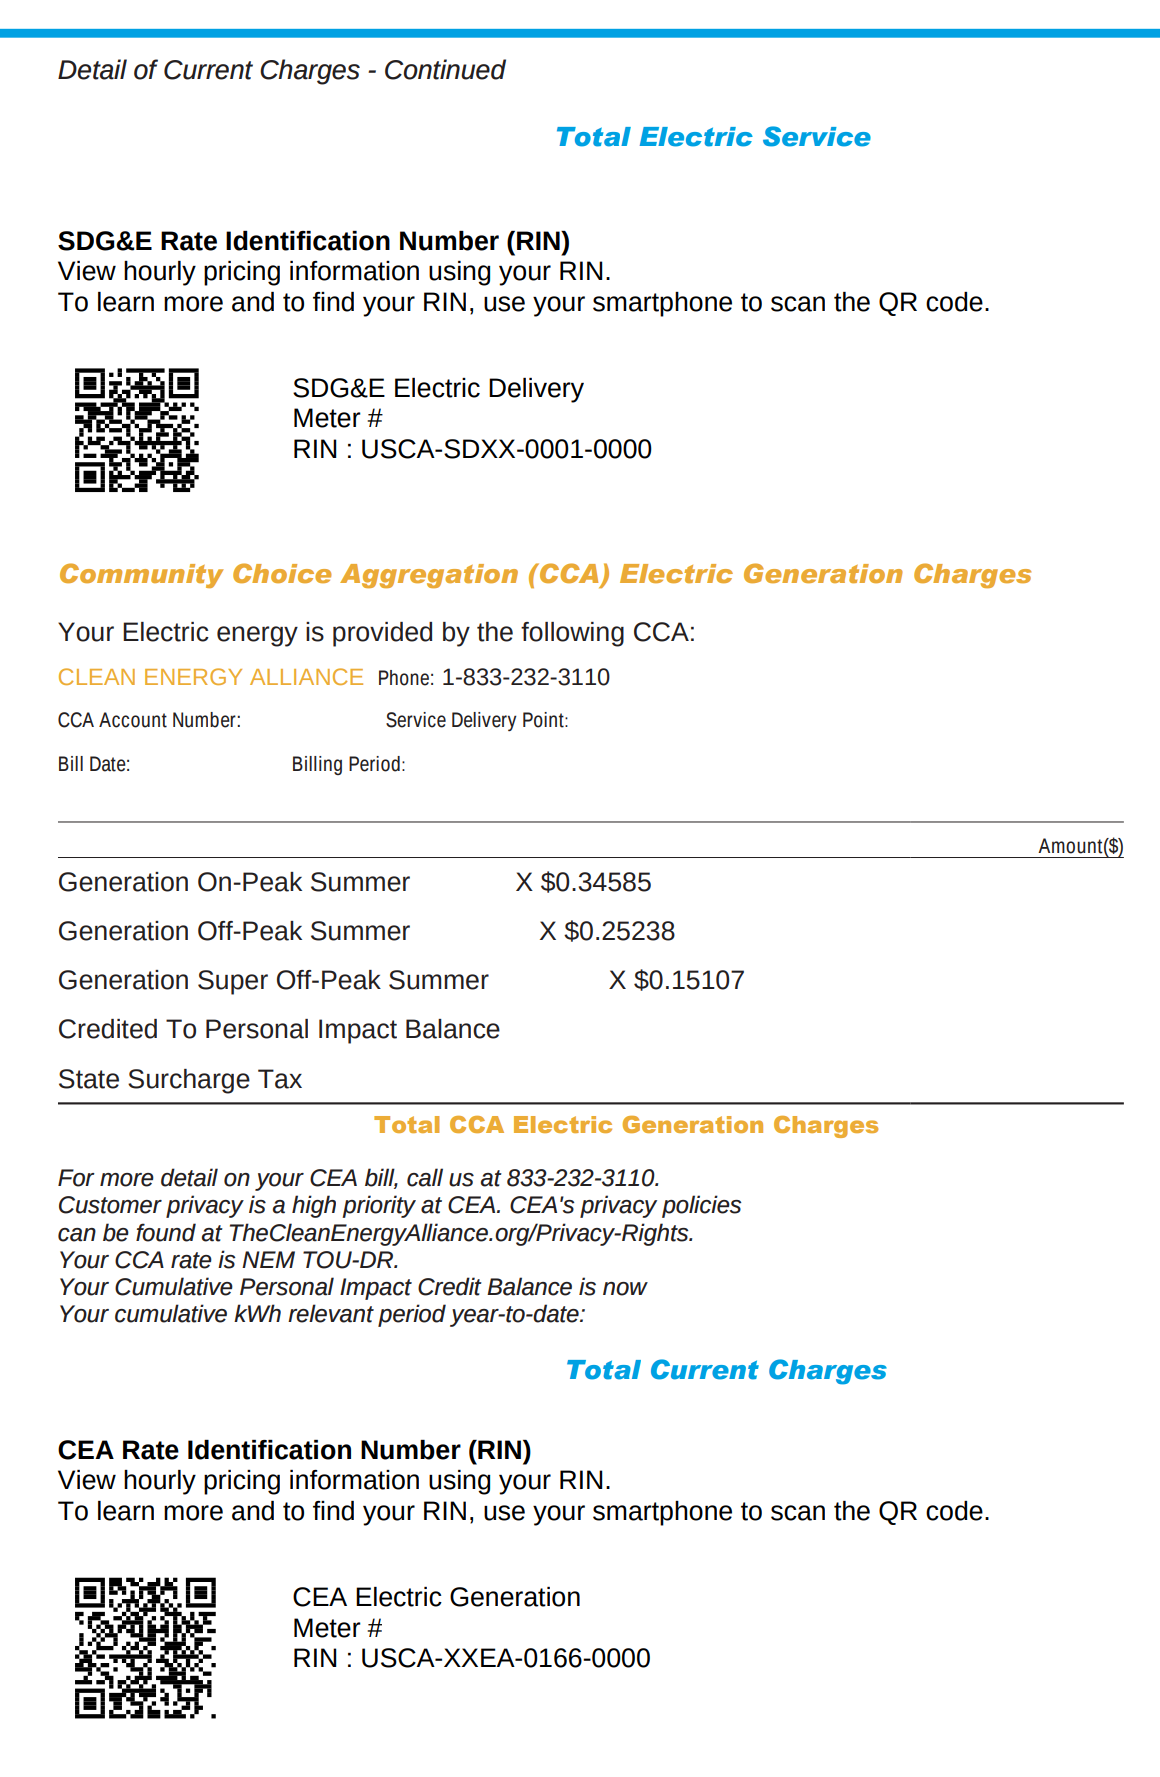 Detail of Current Charges - Continued
Total Electric Service
SDG&E Rate Identification Number (RIN)
View hourly pricing information using your RIN.
To learn more and to find your RIN, use your smartphone to scan the QR code.
SDG&E Electric Delivery
Meter #
RIN : USCA-SDXX-0001-0000
Community Choice Aggregation (CCA) Electric Generation Charges
Your Electric energy is provided by the following CCA:
CLEAN ENERGY ALLIANCE Phone: 1-833-232-3110
CCA Account Number: Service Delivery Point:
Bill Date: Billing Period:
Amount($)
Generation On-Peak Summer X $0.34585
Generation Off-Peak Summer X $0.25238
Generation Super Off-Peak Summer X $0.15107
Credited To Personal Impact Balance
State Surcharge Tax
Total CCA Electric Generation Charges
For more detail on your CEA bill, call us at 833-232-3110.
Customer privacy is a high priority at CEA. CEA's privacy policies
can be found at TheCleanEnergyAlliance.org/Privacy-Rights.
Your CCA rate is NEM TOU-DR.
Your Cumulative Personal Impact Credit Balance is now
Your cumulative kWh relevant period year-to-date:
Total Current Charges
CEA Rate Identification Number (RIN)
View hourly pricing information using your RIN.
To learn more and to find your RIN, use your smartphone to scan the QR code.
CEA Electric Generation
Meter #
RIN : USCA-XXEA-0166-0000